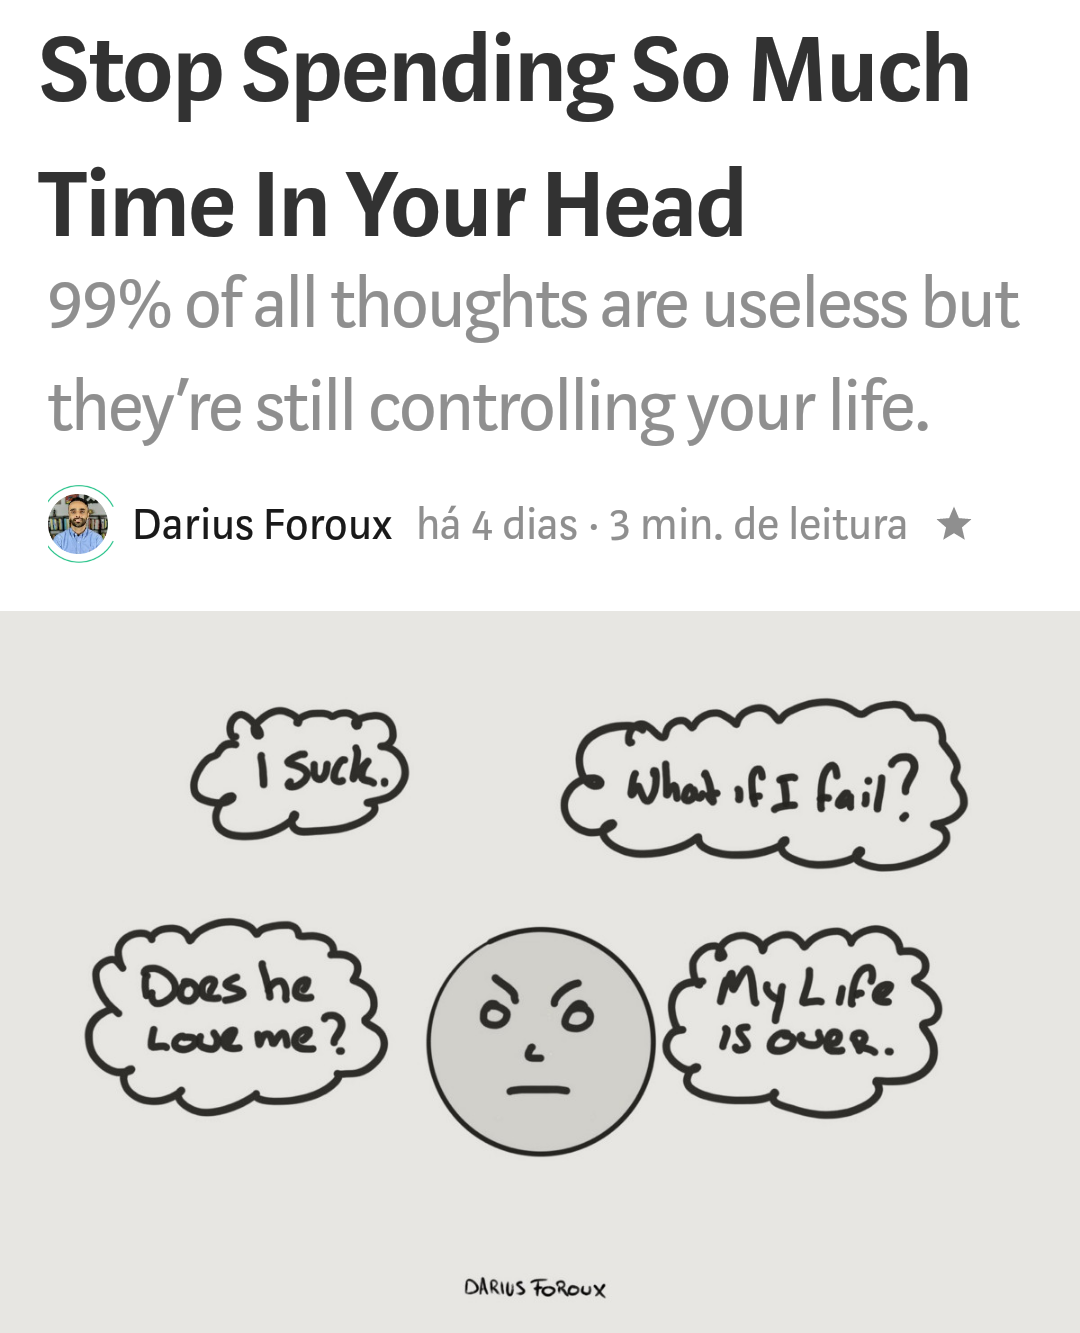 Stop Spending So Much
Time In Your Head
99% of all thoughts are useless but
they’re still controlling your life.
Darius Foroux há 4 dias · 3 min. de leitura ★
I Suck.
What if I fail?
Does he
Love me?
My Life
is over.
DARIUS FOROUX